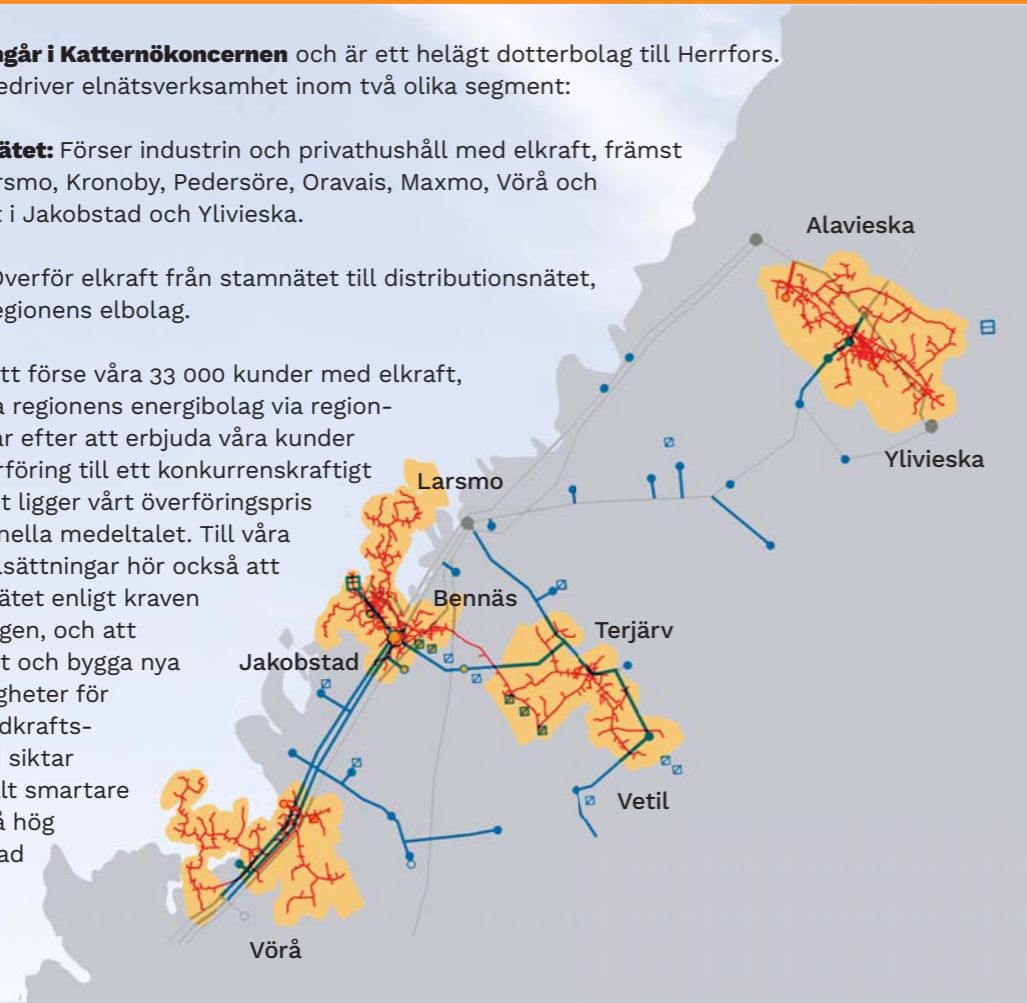 ngår i Katternökoncernen och är ett helägt dotterbolag till Herrfors.
edriver elnätsverksamhet inom två olika segment:
ätet: Förser industrin och privathushåll med elkraft, främst
rsmo, Kronoby, Pedersöre, Oravais, Maxmo, Vörå och
t i Jakobstad och Ylivieska.
Överför elkraft från stamnätet till distributionsnätet,
egionens elbolag.
tt förse våra 33 000 kunder med elkraft,
a regionens energibolag via region-
ar efter att erbjuda våra kunder
rföring till ett konkurrenskraftigt
et ligger vårt överföringspris
nella medeltalet. Till våra
lsättningar hör också att
ätet enligt kraven
gen, och att
t och bygga nya
gheter för
dkrafts-
siktar
lt smartare
å hög
ad
Alavieska
Ylivieska
Larsmo
Bennäs
Terjärv
Jakobstad
Vetil
Vörå